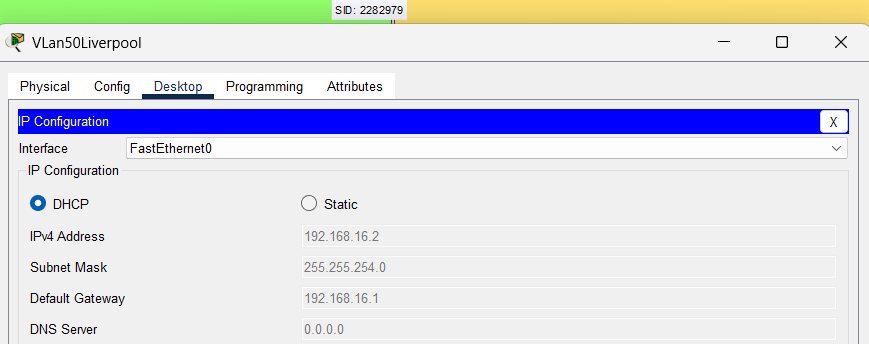 SID: 2282979
VLan50Liverpool
Physical Config Desktop Programming Attributes
IP Configuration X
Interface FastEthernet0
IP Configuration
DHCP Static
IPv4 Address 192.168.16.2
Subnet Mask 255.255.254.0
Default Gateway 192.168.16.1
DNS Server 0.0.0.0